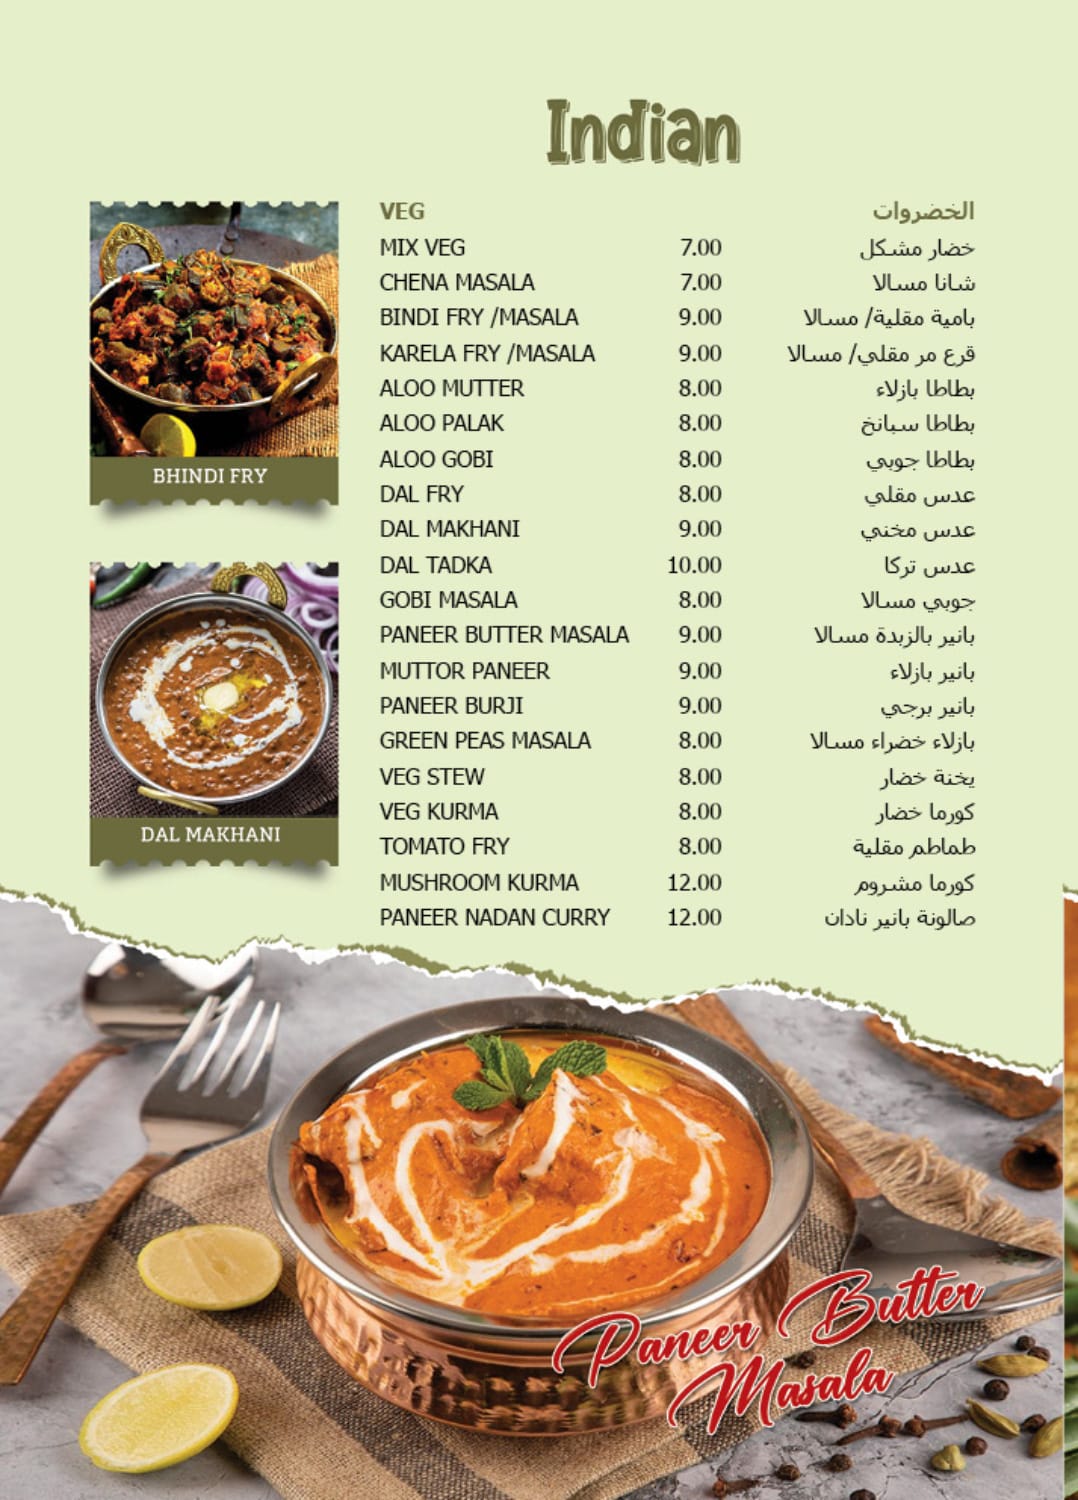 Indian
VEG الخضروات
MIX VEG 7.00 خضار مشكل
CHENA MASALA 7.00 شانا مسالا
BINDI FRY /MASALA 9.00 بامية مقلية/ مسالا
KARELA FRY /MASALA 9.00 قرع مر مقلي/ مسالا
ALOO MUTTER 8.00 بطاطا بازلاء
ALOO PALAK 8.00 بطاطا سبانخ
ALOO GOBI 8.00 بطاطا جوبي
DAL FRY 8.00 عدس مقلي
DAL MAKHANI 9.00 عدس مخني
DAL TADKA 10.00 عدس تركا
GOBI MASALA 8.00 جوبي مسالا
PANEER BUTTER MASALA 9.00 بانير بالزبدة مسالا
MUTTOR PANEER 9.00 بانير بازلاء
PANEER BURJI 9.00 بانير برجي
GREEN PEAS MASALA 8.00 بازلاء خضراء مسالا
VEG STEW 8.00 يخنة خضار
VEG KURMA 8.00 كورما خضار
TOMATO FRY 8.00 طماطم مقلية
MUSHROOM KURMA 12.00 كورما مشروم
PANEER NADAN CURRY 12.00 صالونة بانير نادان
BHINDI FRY
DAL MAKHANI
Paneer Butter
Masala